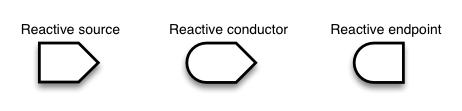 Reactive source
Reactive conductor
Reactive endpoint